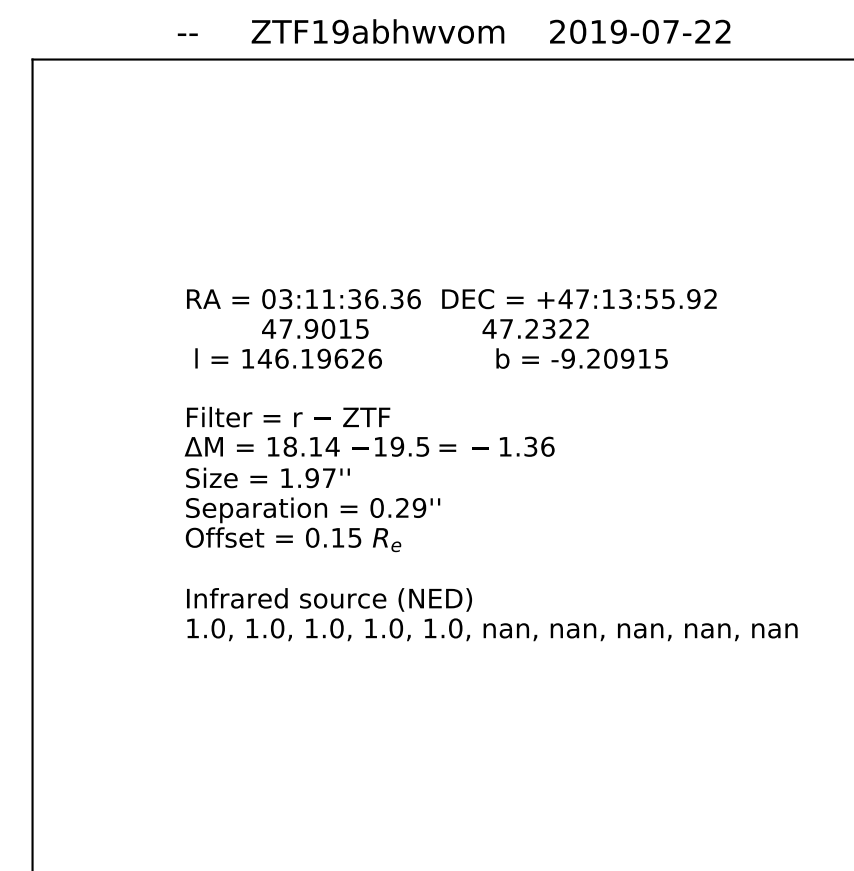 -- ZTF19abhwvom 2019-07-22
RA = 03:11:36.36 DEC = +47:13:55.92
47.9015 47.2322
l = 146.19626 b = -9.20915
Filter = r − ZTF
ΔM = 18.14 −19.5 = − 1.36
Size = 1.97''
Separation = 0.29''
Offset = 0.15 Rₑ
Infrared source (NED)
1.0, 1.0, 1.0, 1.0, 1.0, nan, nan, nan, nan, nan